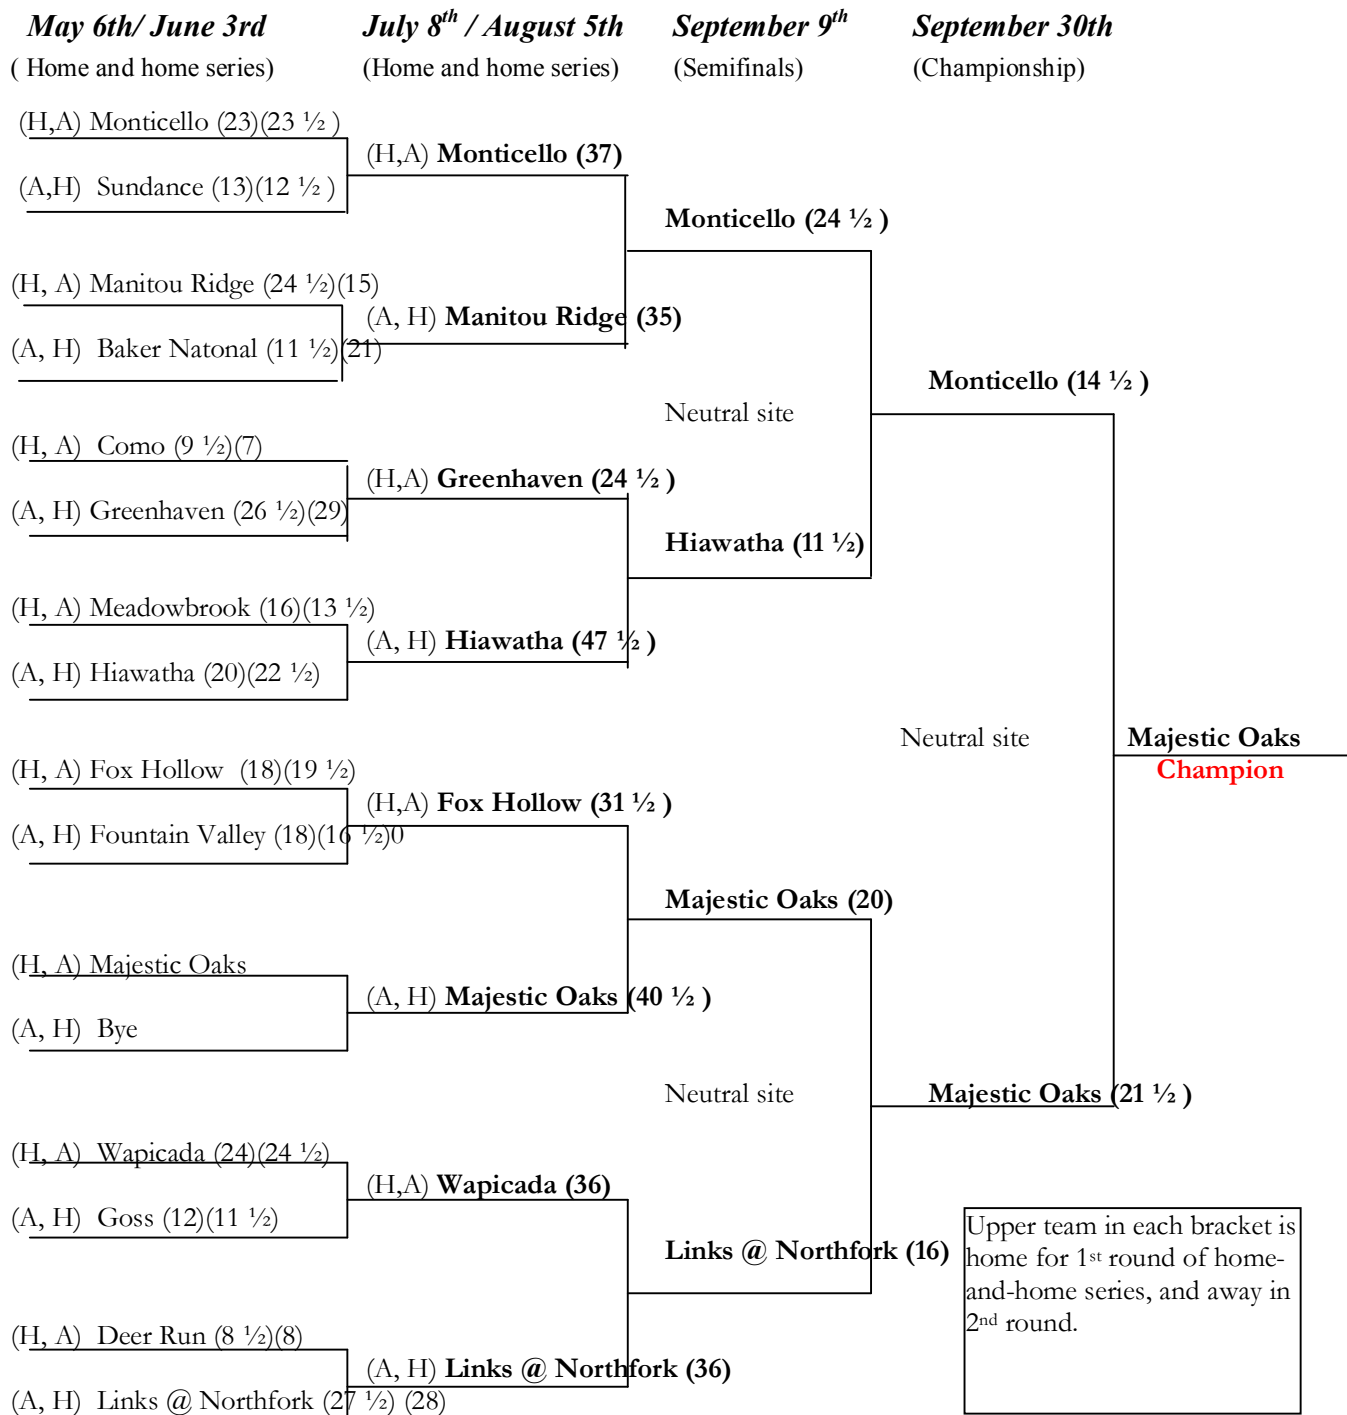 May 6th/ June 3rd
July 8th / August 5th
September 9th
September 30th
( Home and home series)
(Home and home series)
(Semifinals)
(Championship)
(H,A) Monticello (23)(23 ½ )
(A,H) Sundance (13)(12 ½ )
(H, A) Manitou Ridge (24 ½)(15)
(A, H) Baker Natonal (11 ½)(21)
(H, A) Como (9 ½)(7)
(A, H) Greenhaven (26 ½)(29)
(H, A) Meadowbrook (16)(13 ½)
(A, H) Hiawatha (20)(22 ½)
(H, A) Fox Hollow (18)(19 ½)
(A, H) Fountain Valley (18)(16 ½)0
(H, A) Majestic Oaks
(A, H) Bye
(H, A) Wapicada (24)(24 ½)
(A, H) Goss (12)(11 ½)
(H, A) Deer Run (8 ½)(8)
(A, H) Links @ Northfork (27 ½) (28)
(H,A) Monticello (37)
(A, H) Manitou Ridge (35)
(H,A) Greenhaven (24 ½ )
(A, H) Hiawatha (47 ½ )
(H,A) Fox Hollow (31 ½ )
(A, H) Majestic Oaks (40 ½ )
(H,A) Wapicada (36)
(A, H) Links @ Northfork (36)
Monticello (24 ½ )
Neutral site
Hiawatha (11 ½)
Majestic Oaks (20)
Neutral site
Links @ Northfork (16)
Monticello (14 ½ )
Neutral site
Majestic Oaks (21 ½ )
Majestic Oaks
Champion
Upper team in each bracket is
home for 1st round of home-
and-home series, and away in
2nd round.